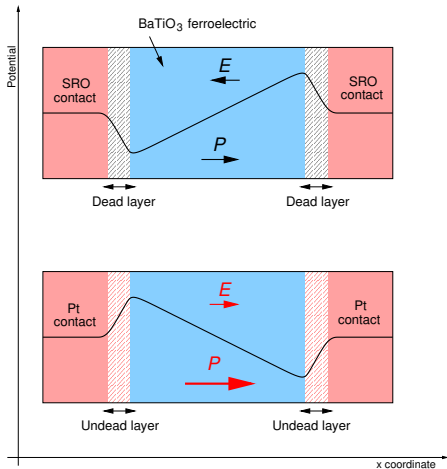 BaTiO3 ferroelectric
Potential
SRO
contact
E
SRO
contact
P
Dead layer
Dead layer
Pt
contact
E
Pt
contact
P
Undead layer
Undead layer
x coordinate